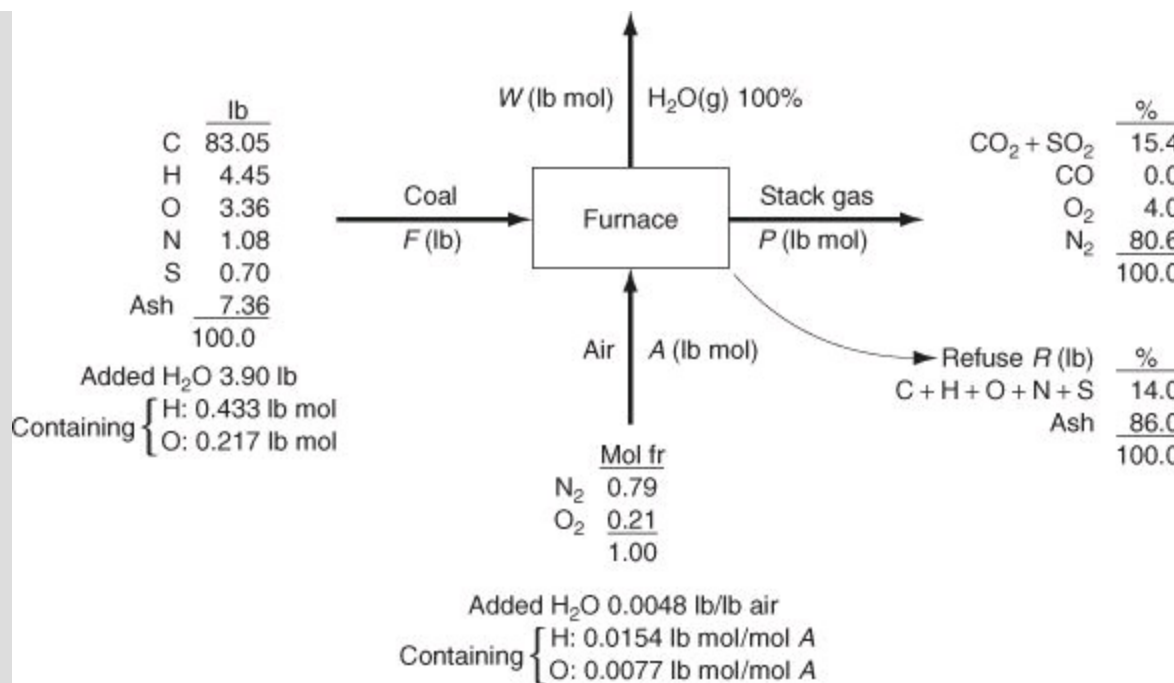 W (lb mol) H₂O(g) 100%
lb
C 83.05
H 4.45
O 3.36
N 1.08
S 0.70
Ash 7.36
100.0
Added H₂O 3.90 lb
Containing { H: 0.433 lb mol
O: 0.217 lb mol
Coal
F (lb)
Furnace
Stack gas
P (lb mol)
%
CO₂ + SO₂ 15.4
CO 0.0
O₂ 4.0
N₂ 80.6
100.0
Air A (lb mol)
Refuse R (lb) %
C + H + O + N + S 14.0
Ash 86.0
100.0
Mol fr
N₂ 0.79
O₂ 0.21
1.00
Added H₂O 0.0048 lb/lb air
Containing { H: 0.0154 lb mol/mol A
O: 0.0077 lb mol/mol A